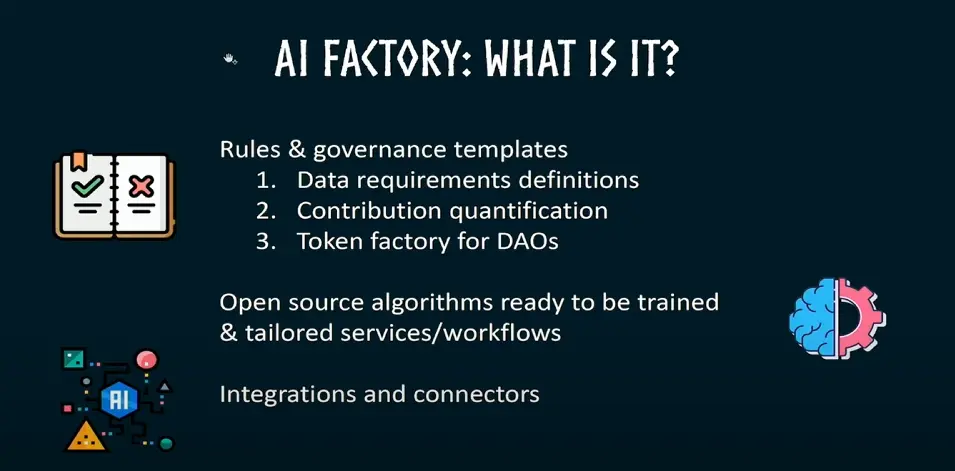 AI FACTORY: WHAT IS IT?
Rules & governance templates
1. Data requirements definitions
2. Contribution quantification
3. Token factory for DAOs
Open source algorithms ready to be trained
& tailored services/workflows
AI
Integrations and connectors